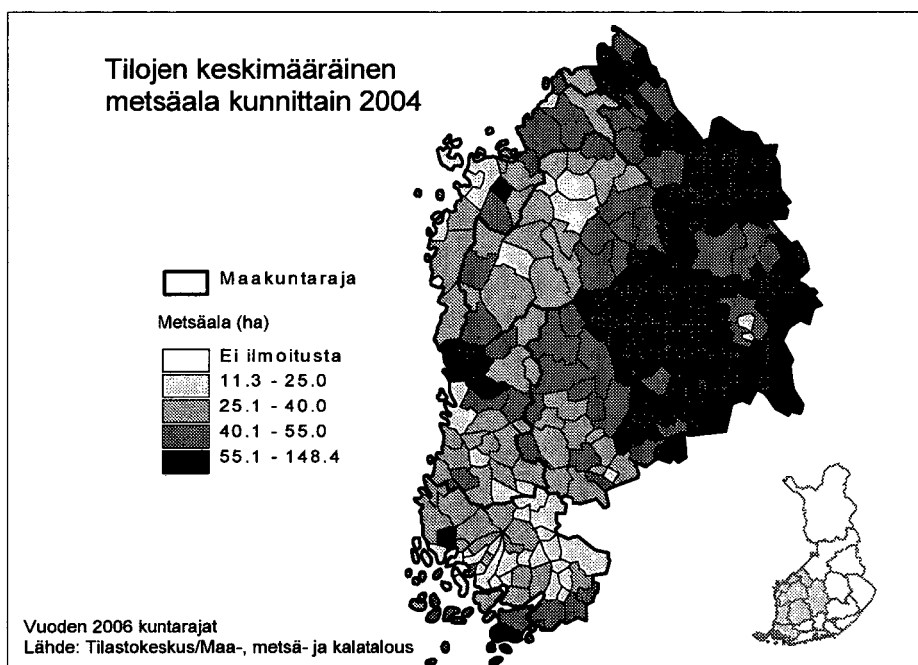 Tilojen keskimääräinen
metsäala kunnittain 2004
Maakuntaraja
Metsäala (ha)
Ei ilmoitusta
11.3 - 25.0
25.1 - 40.0
40.1 - 55.0
55.1 - 148.4
Vuoden 2006 kuntarajat
Lähde: Tilastokeskus/Maa-, metsä- ja kalatalous